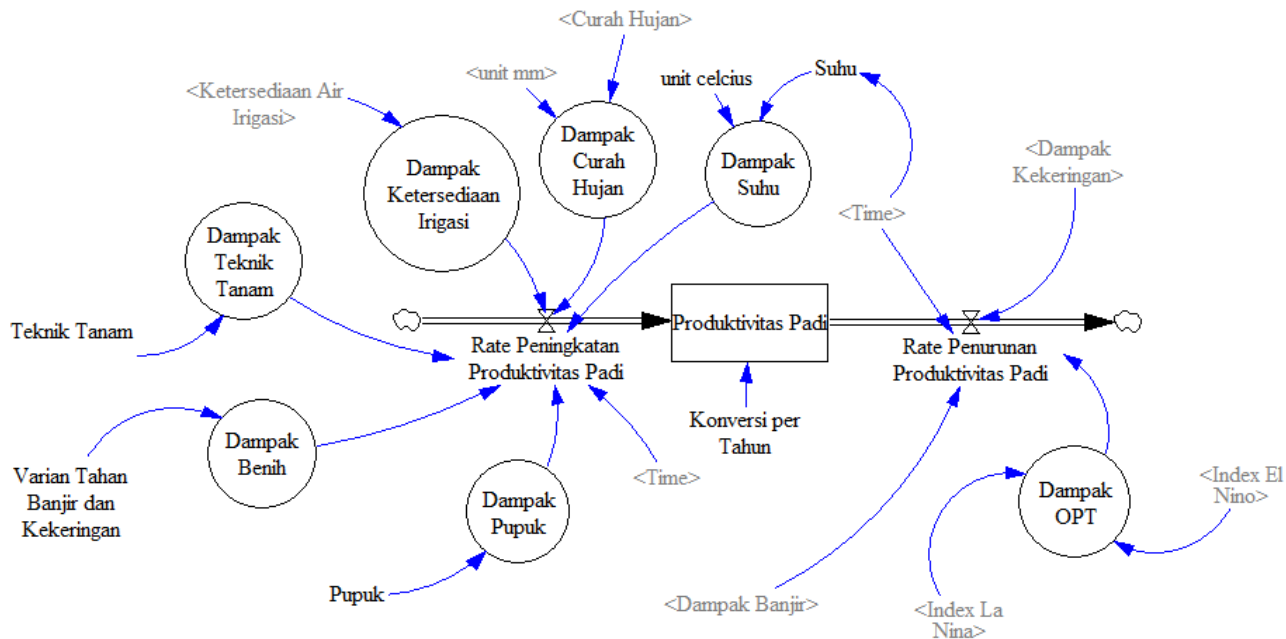 <Curah Hujan>
<unit mm>
unit celcius
Suhu
<Ketersediaan Air
Irigasi>
Dampak
Ketersediaan
Irigasi
Dampak
Curah
Hujan
Dampak
Suhu
<Dampak
Kekeringan>
<Time>
Dampak
Teknik
Tanam
Teknik Tanam
Rate Peningkatan
Produktivitas Padi
Produktivitas Padi
Rate Penurunan
Produktivitas Padi
Konversi per
Tahun
Dampak
Benih
Varian Tahan
Banjir dan
Kekeringan
<Time>
Dampak
Pupuk
Pupuk
<Dampak Banjir>
Dampak
OPT
<Index El
Nino>
<Index La
Nina>